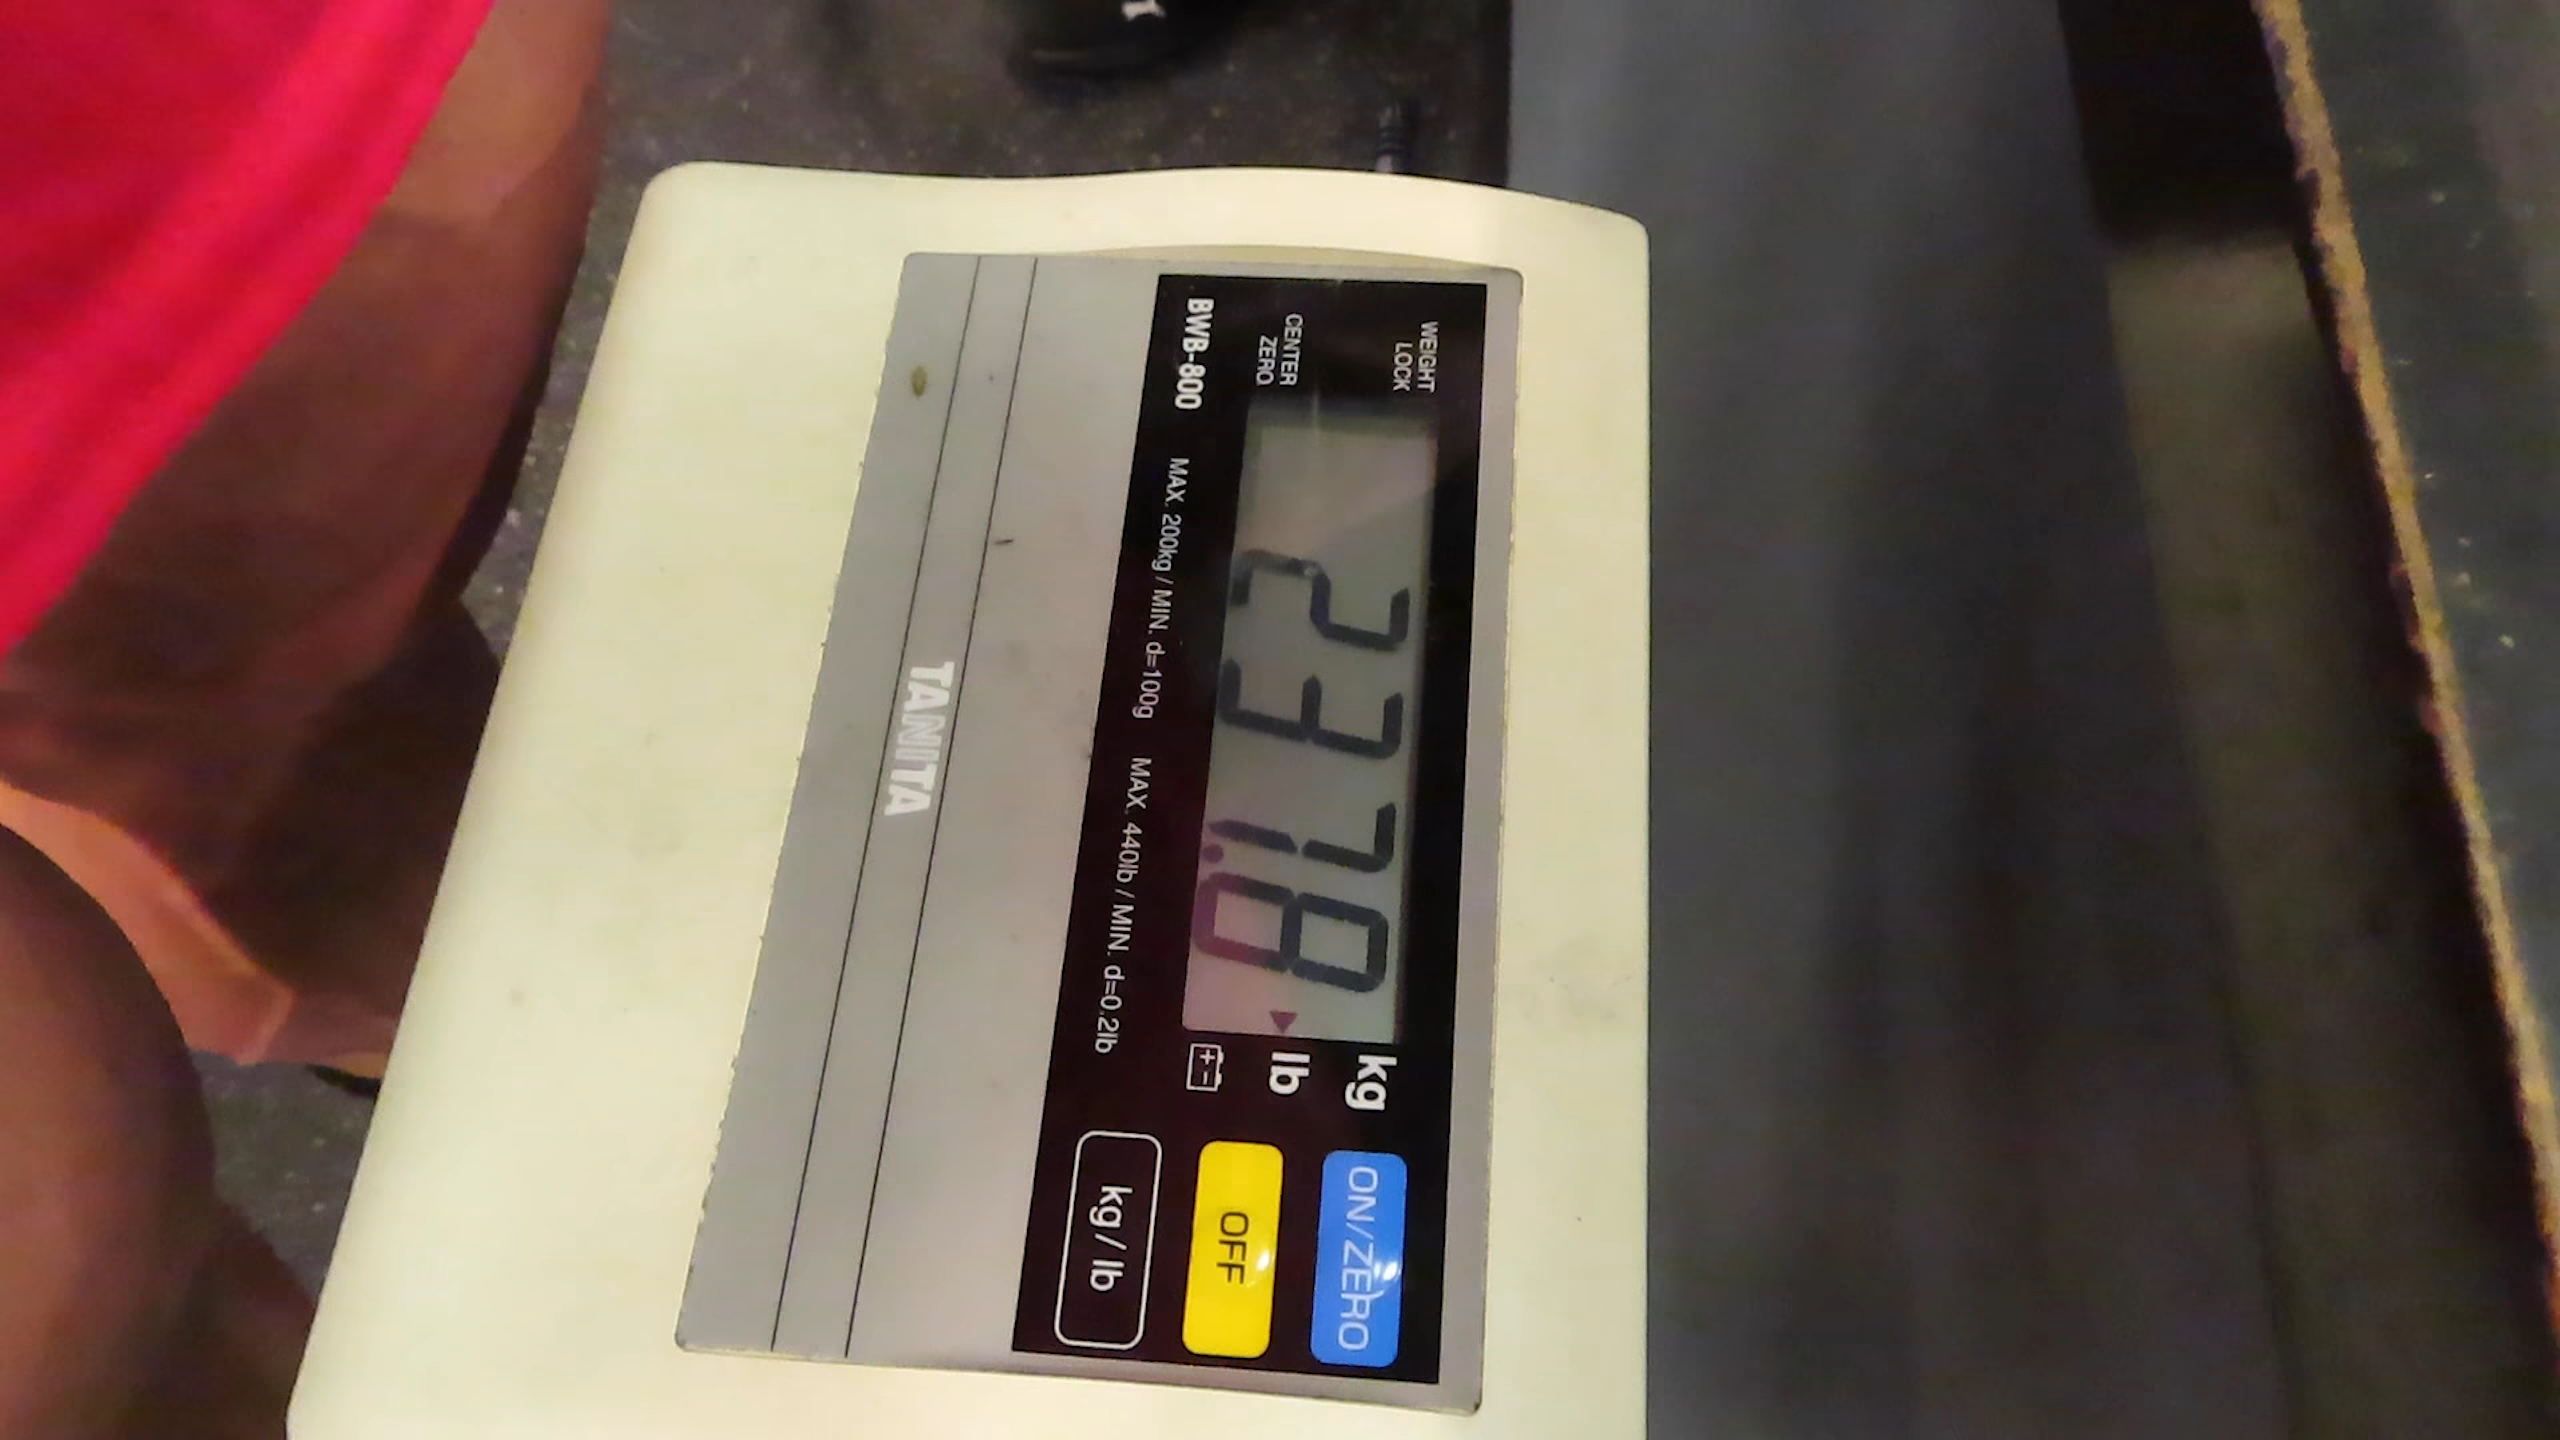 WEIGHT
LOCK
CENTER
ZERO
237.8
kg
lb
ON/ZERO
OFF
kg / lb
BWB-800 MAX. 200kg / MIN. d=100g MAX. 440lb / MIN. d=0.2lb
TANITA